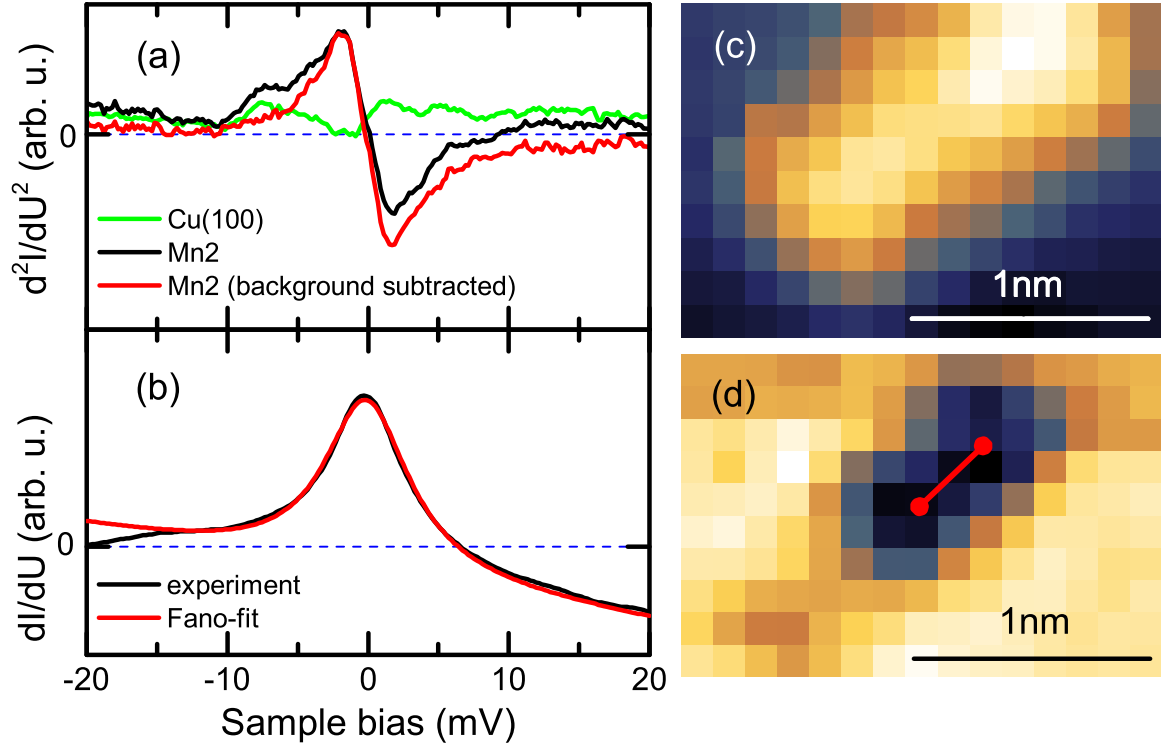 (a)
d²I/dU² (arb. u.)
0
Cu(100)
Mn2
Mn2 (background subtracted)
(b)
dI/dU (arb. u.)
0
experiment
Fano-fit
-20 -10 0 10 20
Sample bias (mV)
(c)
1nm
(d)
1nm